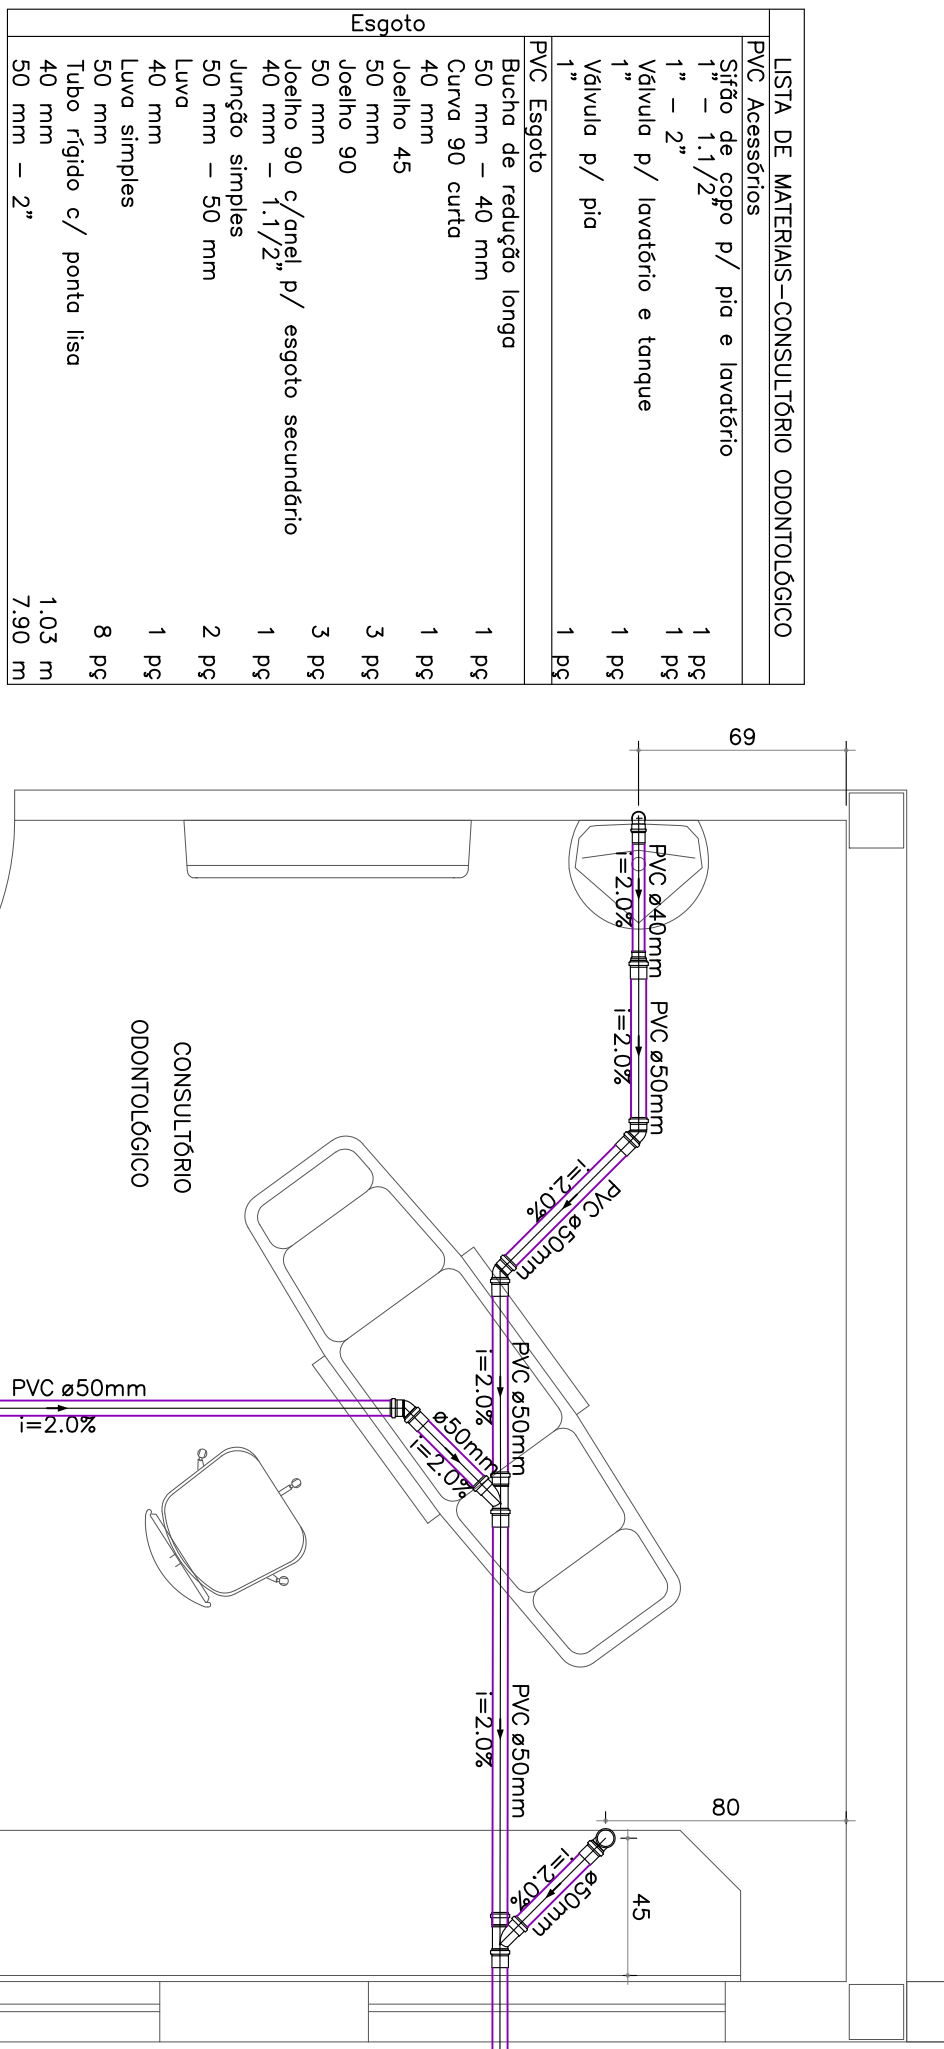 LISTA DE MATERIAIS-CONSULTÓRIO ODONTOLÓGICO
Esgoto
PVC Acessórios
Sifão de copo p/ pia e lavatório
1" - 1.1/2" 1 pç
1" - 2" 1 pç
Válvula p/ lavatório e tanque
1" 1 pç
Válvula p/ pia
1" 1 pç
PVC Esgoto
Bucha de redução longa
50 mm - 40 mm 1 pç
Curva 90 curta
40 mm 1 pç
Joelho 45
50 mm 3 pç
Joelho 90
50 mm 3 pç
Joelho 90 c/anel p/ esgoto secundário
40 mm - 1.1/2" 1 pç
Junção simples
50 mm - 50 mm 2 pç
Luva
40 mm 1 pç
Luva simples
50 mm 8 pç
Tubo rígido c/ ponta lisa
40 mm 1.03 m
50 mm - 2" 7.90 m
69
PVC ø40mm
i=2.0%
PVC ø50mm
i=2.0%
PVC ø50mm
i=2.0%
CONSULTÓRIO
ODONTOLÓGICO
PVC ø50mm
i=2.0%
PVC ø50mm
i=2.0%
ø50mm
i=2.0%
PVC ø50mm
i=2.0%
80
ø50mm
i=2.0%
45